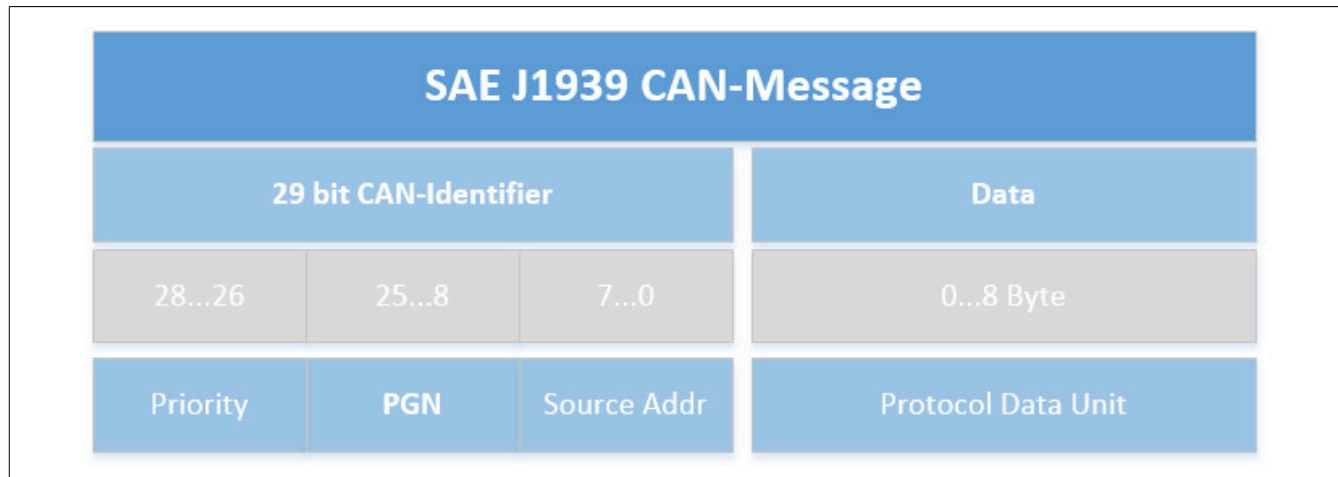 SAE J1939 CAN-Message
29 bit CAN-Identifier Data
28...26 25...8 7...0 0...8 Byte
Priority PGN Source Addr Protocol Data Unit